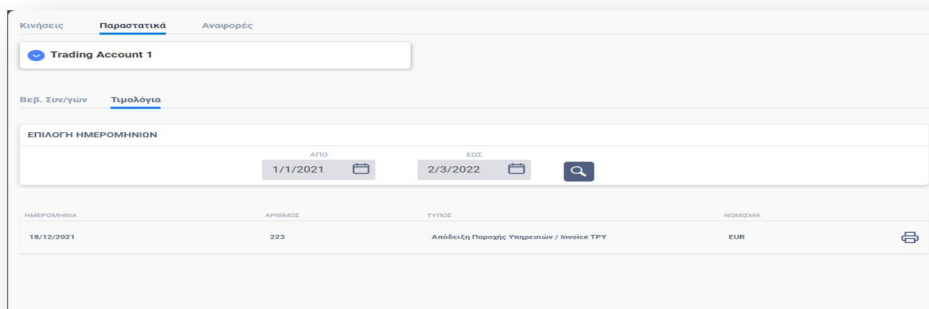 Κινήσεις Παραστατικά Αναφορές
Trading Account 1
Βεβ. Συν/γών Τιμολόγια
ΕΠΙΛΟΓΗ ΗΜΕΡΟΜΗΝΙΩΝ
ΑΠΟ ΕΩΣ
1/1/2021 2/3/2022
ΗΜΕΡΟΜΗΝΙΑ ΑΡΙΘΜΟΣ ΤΥΠΟΣ ΝΟΜΙΣΜΑ
18/12/2021 223 Απόδειξη Παροχής Υπηρεσιών / Invoice TPY EUR